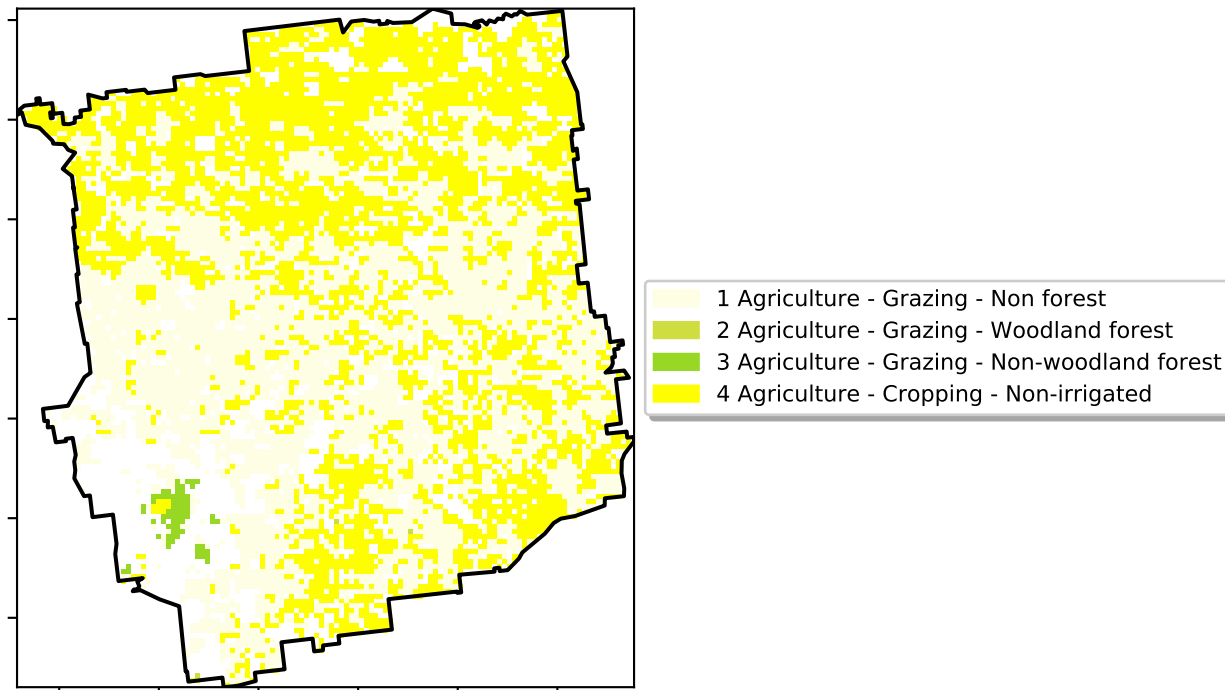 1 Agriculture - Grazing - Non forest
2 Agriculture - Grazing - Woodland forest
3 Agriculture - Grazing - Non-woodland forest
4 Agriculture - Cropping - Non-irrigated